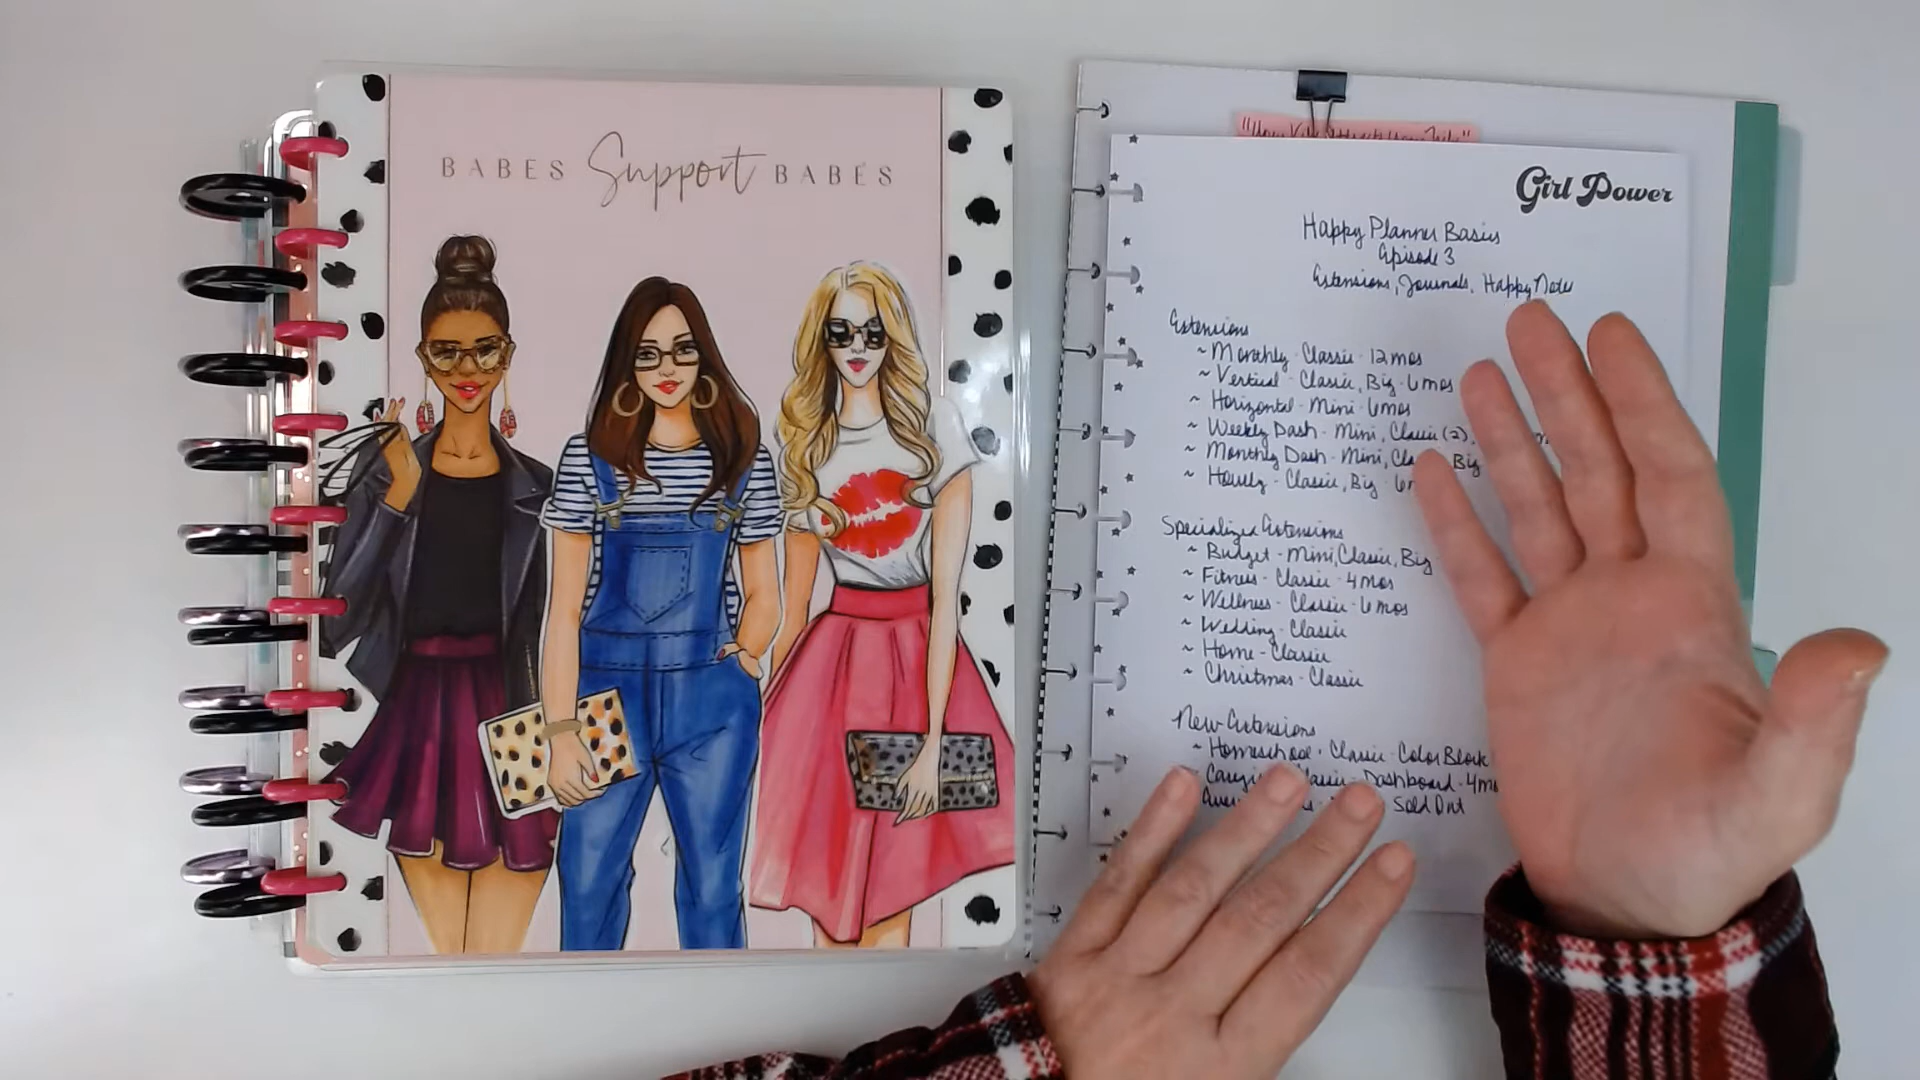 BABES Support BABES
Girl Power
Happy Planner Basics
Episode 3
Extensions, Journals, Happy Notes
Extensions
~ Monthly - Classic - 12 mos
~ Vertical - Classic, Big - 6 mos
~ Horizontal - Mini - 6 mos
~ Weekly Dash - Mini, Classic (2),
~ Monthly Dash - Mini, Big
~ Hourly - Classic, Big -
Specialized Extensions
~ Budget - Mini, Classic, Big
~ Fitness - Classic - 4 mos
~ Wellness - Classic - 6 mos
~ Wedding - Classic
~ Home - Classic
~ Christmas - Classic
New Extensions
~ Homeschool - Classic - Color Block
Classic - Dashboard - 4 mos
Sold Out